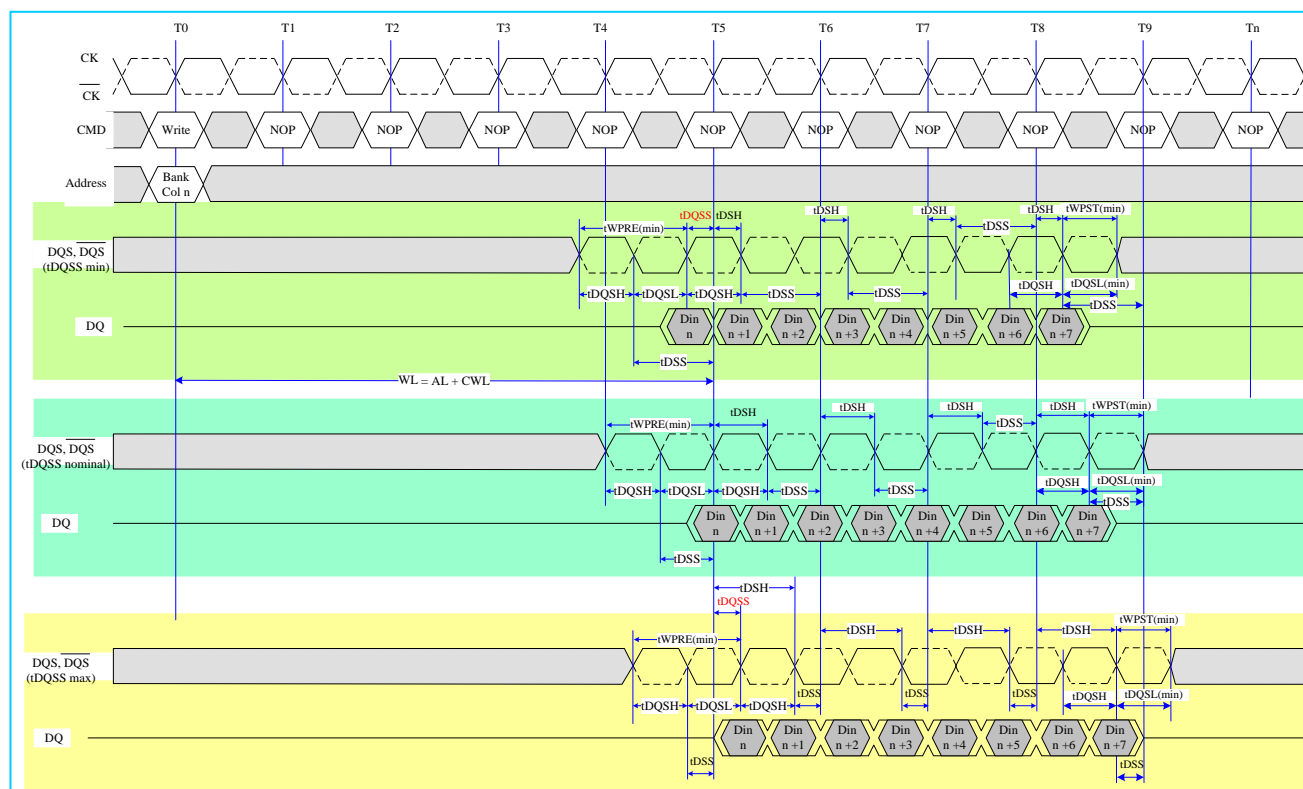 T0 T1 T2 T3 T4 T5 T6 T7 T8 T9 Tn
CK
CK
CMD Write NOP NOP NOP NOP NOP NOP NOP NOP NOP NOP
Address Bank
Col n
tDQSS tDSH tDSH tDSH tDSH tWPST(min)
tWPRE(min) tDSS
DQS, DQS
(tDQSS min)
tDQSH tDQSL tDQSH tDSS tDSS tDQSH tDQSL(min)
tDSS
DQ Din n Din n +1 Din n +2 Din n +3 Din n +4 Din n +5 Din n +6 Din n +7
tDSS
WL = AL + CWL
tWPRE(min) tDSH tDSH tDSH tDSH tWPST(min)
tDSS
DQS, DQS
(tDQSS nominal)
tDQSH tDQSL tDQSH tDSS tDSS tDQSH tDQSL(min)
tDSS
DQ Din n Din n +1 Din n +2 Din n +3 Din n +4 Din n +5 Din n +6 Din n +7
tDSS
tDSH
tDQSS
tWPRE(min) tDSH tDSH tDSH tWPST(min)
DQS, DQS
(tDQSS max)
tDQSH tDQSL tDQSH tDSS tDSS tDSS tDQSH tDQSL(min)
DQ Din n Din n +1 Din n +2 Din n +3 Din n +4 Din n +5 Din n +6 Din n +7
tDSS tDSS